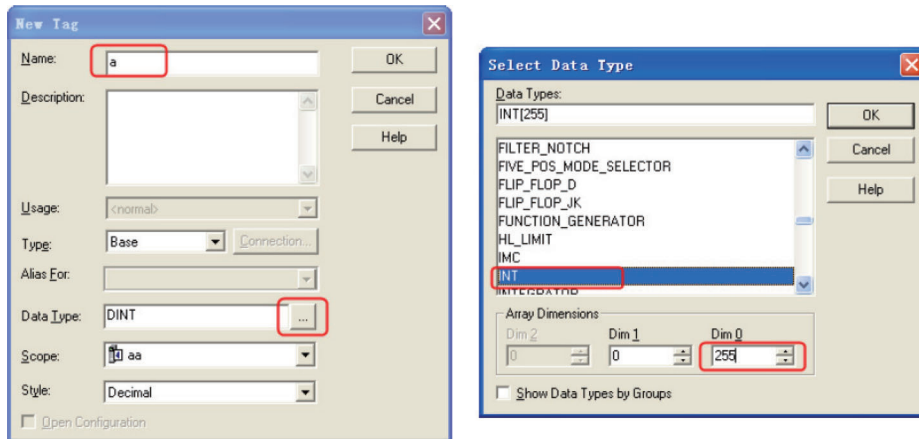 New Tag
Name: a OK
Description: Cancel
Help
Usage: <normal>
Type: Base Connection...
Alias For:
Data Type: DINT ...
Scope: aa
Style: Decimal
Open Configuration
Select Data Type
Data Types:
INT[255] OK
FILTER_NOTCH Cancel
FIVE_POS_MODE_SELECTOR
FLIP_FLOP_D Help
FLIP_FLOP_JK
FUNCTION_GENERATOR
HL_LIMIT
IMC
INT
INTEGRATOR
Array Dimensions
Dim 2 Dim 1 Dim 0
0 0 255
Show Data Types by Groups